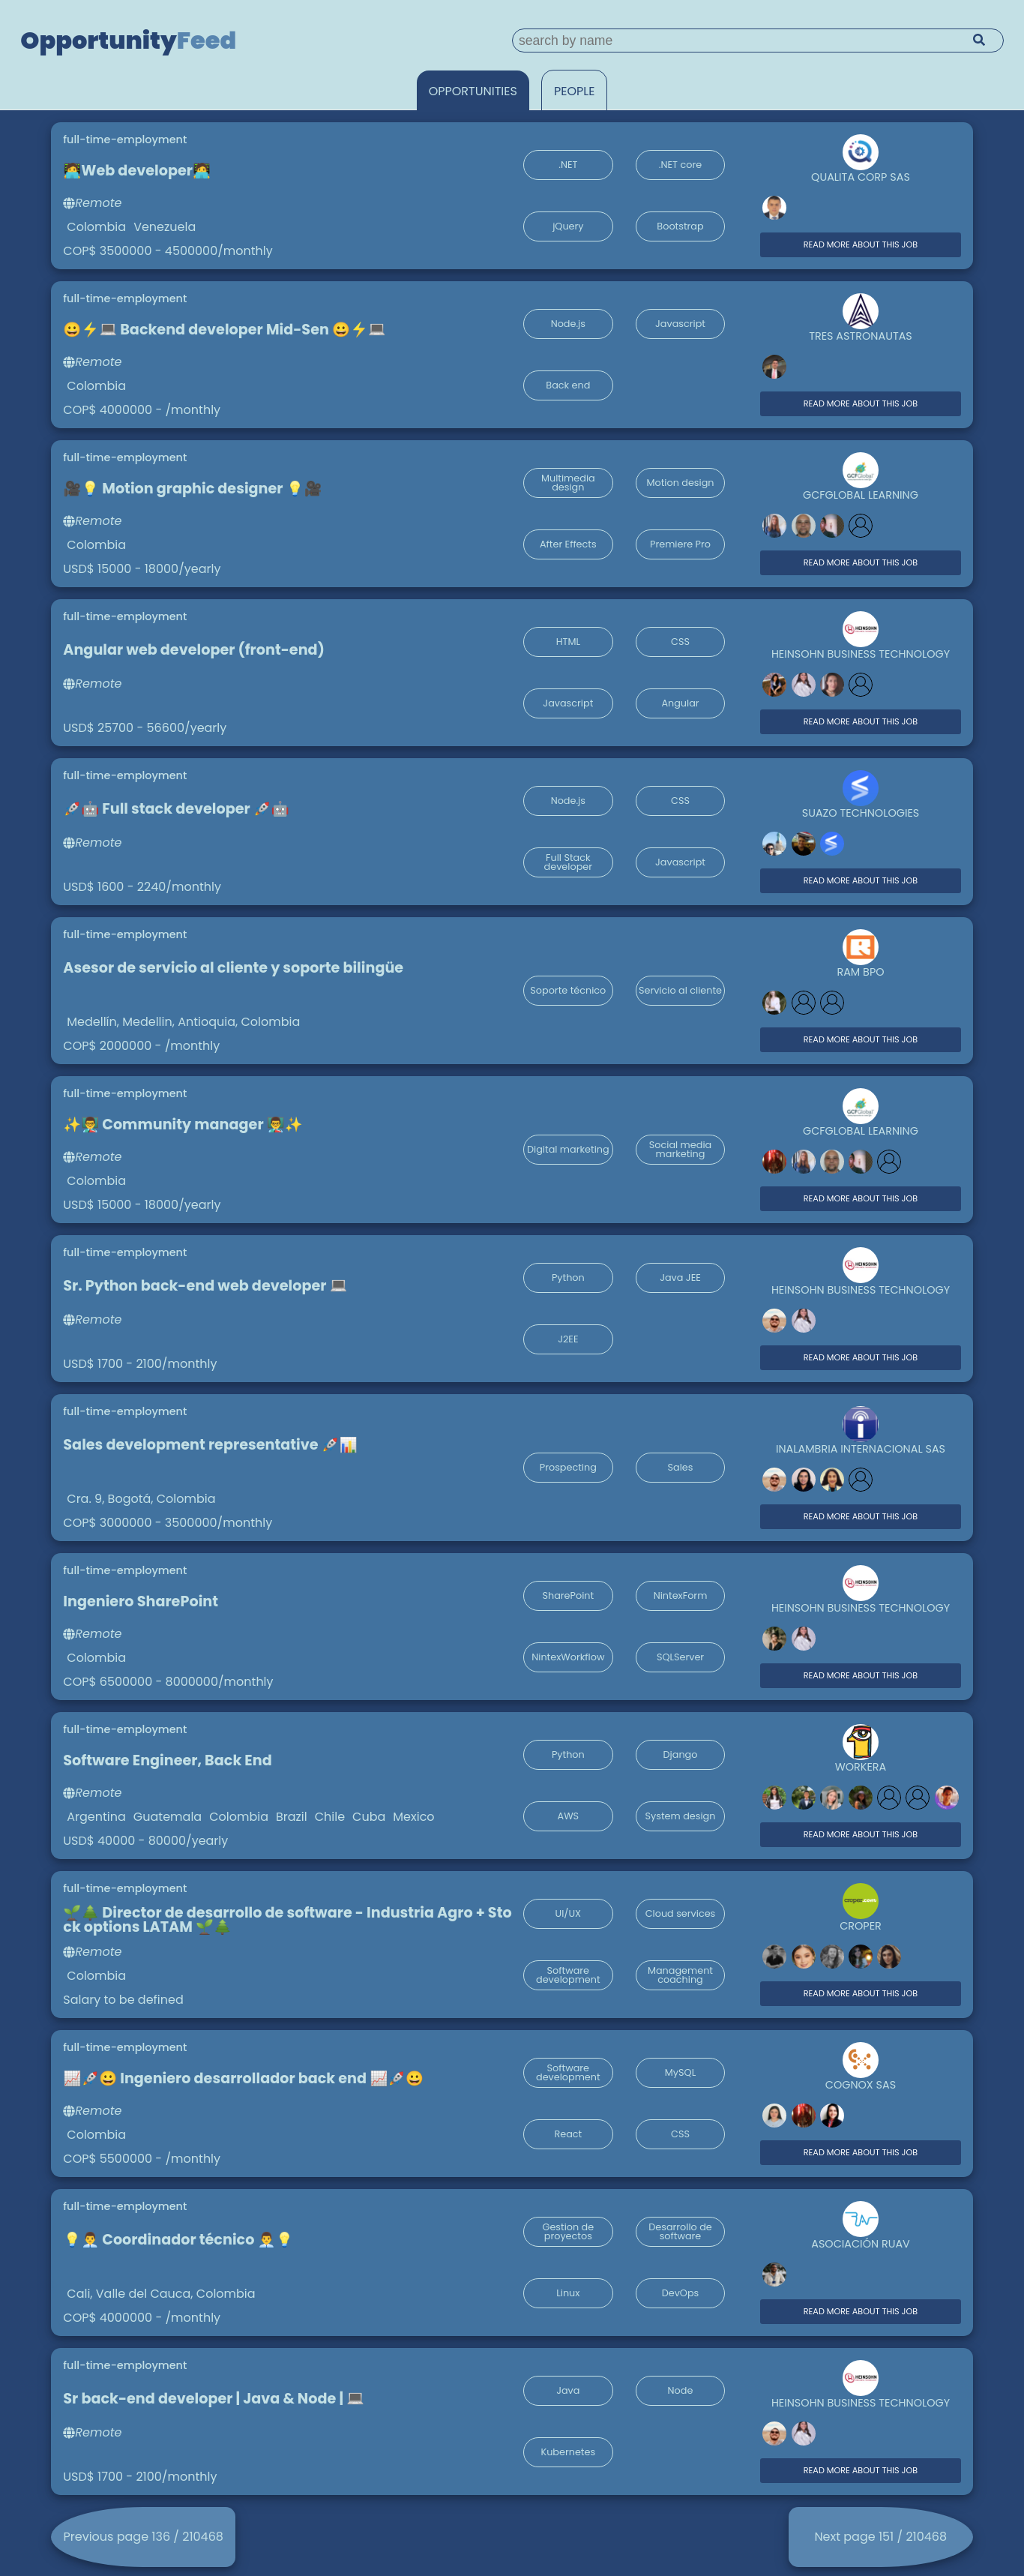 OpportunityFeed
search by name
OPPORTUNITIES
PEOPLE
full-time-employment
Web developer
Remote
Colombia Venezuela
COP$ 3500000 - 4500000/monthly
.NET
.NET core
jQuery
Bootstrap
QUALITA CORP SAS
READ MORE ABOUT THIS JOB
full-time-employment
Backend developer Mid-Sen
Remote
Colombia
COP$ 4000000 - /monthly
Node.js
Javascript
Back end
TRES ASTRONAUTAS
READ MORE ABOUT THIS JOB
full-time-employment
Motion graphic designer
Remote
Colombia
USD$ 15000 - 18000/yearly
Multimedia
design
Motion design
After Effects
Premiere Pro
GCFGlobal
GCFGLOBAL LEARNING
READ MORE ABOUT THIS JOB
full-time-employment
Angular web developer (front-end)
Remote
USD$ 25700 - 56600/yearly
HTML
CSS
Javascript
Angular
HEINSOHN
HEINSOHN BUSINESS TECHNOLOGY
READ MORE ABOUT THIS JOB
full-time-employment
Full stack developer
Remote
USD$ 1600 - 2240/monthly
Node.js
CSS
Full Stack
developer
Javascript
SUAZO TECHNOLOGIES
READ MORE ABOUT THIS JOB
full-time-employment
Asesor de servicio al cliente y soporte bilingüe
Medellín, Medellin, Antioquia, Colombia
COP$ 2000000 - /monthly
Soporte técnico
Servicio al cliente
RAM BPO
READ MORE ABOUT THIS JOB
full-time-employment
Community manager
Remote
Colombia
USD$ 15000 - 18000/yearly
Digital marketing
Social media
marketing
GCFGlobal
GCFGLOBAL LEARNING
READ MORE ABOUT THIS JOB
full-time-employment
Sr. Python back-end web developer
Remote
USD$ 1700 - 2100/monthly
Python
Java JEE
J2EE
HEINSOHN
HEINSOHN BUSINESS TECHNOLOGY
READ MORE ABOUT THIS JOB
full-time-employment
Sales development representative
Cra. 9, Bogotá, Colombia
COP$ 3000000 - 3500000/monthly
Prospecting
Sales
INALAMBRIA INTERNACIONAL SAS
READ MORE ABOUT THIS JOB
full-time-employment
Ingeniero SharePoint
Remote
Colombia
COP$ 6500000 - 8000000/monthly
SharePoint
NintexForm
NintexWorkflow
SQLServer
HEINSOHN
HEINSOHN BUSINESS TECHNOLOGY
READ MORE ABOUT THIS JOB
full-time-employment
Software Engineer, Back End
Remote
Argentina Guatemala Colombia Brazil Chile Cuba Mexico
USD$ 40000 - 80000/yearly
Python
Django
AWS
System design
WORKERA
READ MORE ABOUT THIS JOB
full-time-employment
Director de desarrollo de software - Industria Agro + Sto
ck options LATAM
Remote
Colombia
Salary to be defined
UI/UX
Cloud services
Software
development
Management
coaching
croper.com
CROPER
READ MORE ABOUT THIS JOB
full-time-employment
Ingeniero desarrollador back end
Remote
Colombia
COP$ 5500000 - /monthly
Software
development
MySQL
React
CSS
COGNOX SAS
READ MORE ABOUT THIS JOB
full-time-employment
Coordinador técnico
Cali, Valle del Cauca, Colombia
COP$ 4000000 - /monthly
Gestion de
proyectos
Desarrollo de
software
Linux
DevOps
ASOCIACIÓN RUAV
READ MORE ABOUT THIS JOB
full-time-employment
Sr back-end developer | Java & Node |
Remote
USD$ 1700 - 2100/monthly
Java
Node
Kubernetes
HEINSOHN
HEINSOHN BUSINESS TECHNOLOGY
READ MORE ABOUT THIS JOB
Previous page 136 / 210468
Next page 151 / 210468